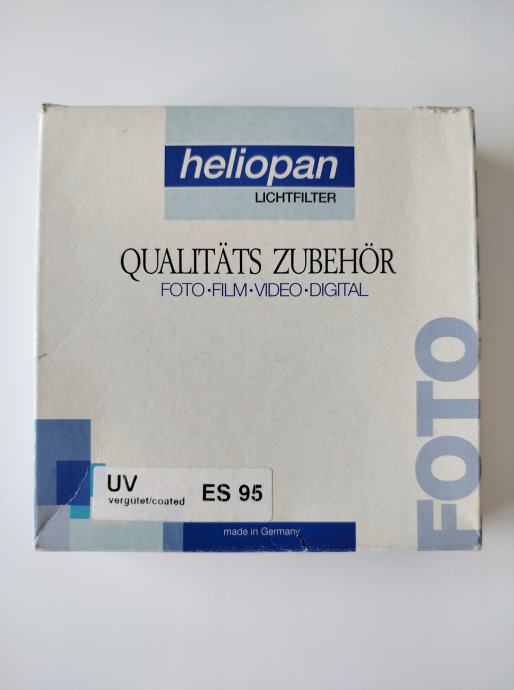 heliopan
LICHTFILTER
QUALITÄTS ZUBEHÖR
FOTO·FILM·VIDEO·DIGITAL
FOTO
UV
vergütet/coated
ES 95
made in Germany